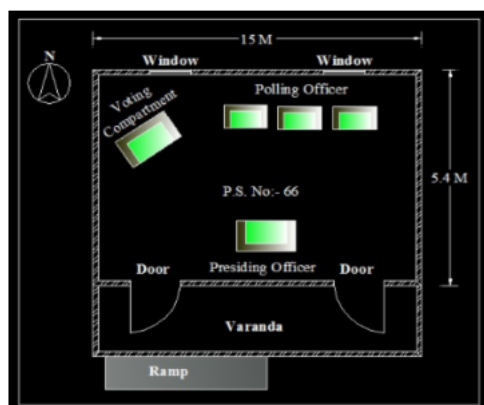 15 M
N
Window
Window
Voting
Compartment
Polling Officer
5.4 M
P.S. No:- 66
Door
Presiding Officer
Door
Varanda
Ramp